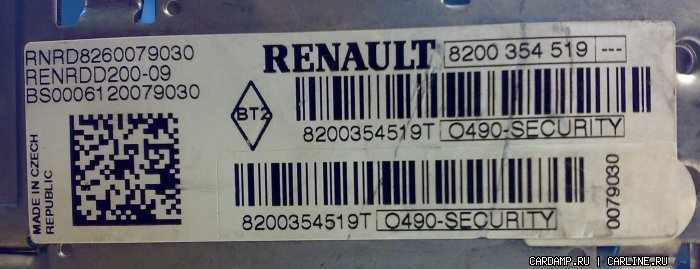 RNRD8260079030
RENRDD200-09
BS0006120079030
RENAULT 8200 354 519 ---
BT2
8200354519T O490-SECURITY
MADE IN CZECH
REPUBLIC
8200354519T O490-SECURITY
0079030
CARDAMP.RU | CARLINE.RU